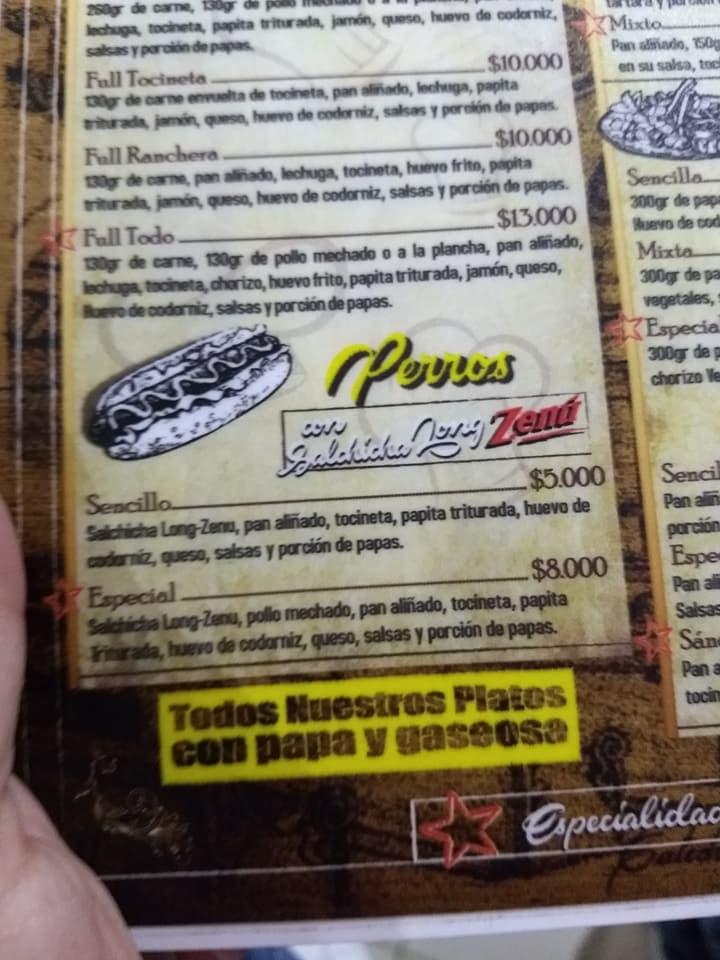 260gr de carne, 130gr de pollo mechado o a la plancha, pan aliñado,
lechuga, tocineta, papita triturada, jamón, queso, huevo de codorniz,
salsas y porción de papas.
Full Tocineta $10.000
130gr de carne envuelta de tocineta, pan aliñado, lechuga, papita
triturada, jamón, queso, huevo de codorniz, salsas y porción de papas.
Full Ranchera $10.000
130gr de carne, pan aliñado, lechuga, tocineta, huevo frito, papita
triturada, jamón, queso, huevo de codorniz, salsas y porción de papas.
Full Todo $13.000
130gr de carne, 130gr de pollo mechado o a la plancha, pan aliñado,
lechuga, tocineta, chorizo, huevo frito, papita triturada, jamón, queso,
Huevo de codorniz, salsas y porción de papas.
Perros
con
Salchicha Long Zenú
Sencillo $5.000
Salchicha Long-Zenu, pan aliñado, tocineta, papita triturada, huevo de
codorniz, queso, salsas y porción de papas.
Especial $8.000
Salchicha Long-Zenu, pollo mechado, pan aliñado, tocineta, papita
Triturada, huevo de codorniz, queso, salsas y porción de papas.
Todos Nuestros Platos
con papa y gaseosa
Mixto
Pan aliñado, 150g
en su salsa, toc
Sencilla
300gr de pap
Huevo de cod
Mixta
300gr de pa
vegetales,
Especia
300gr de p
chorizo Ve
Sencil
Pan aliñ
porción
Espe
Pan ali
Salsas
Sán
Pan a
tocin
Especialidad